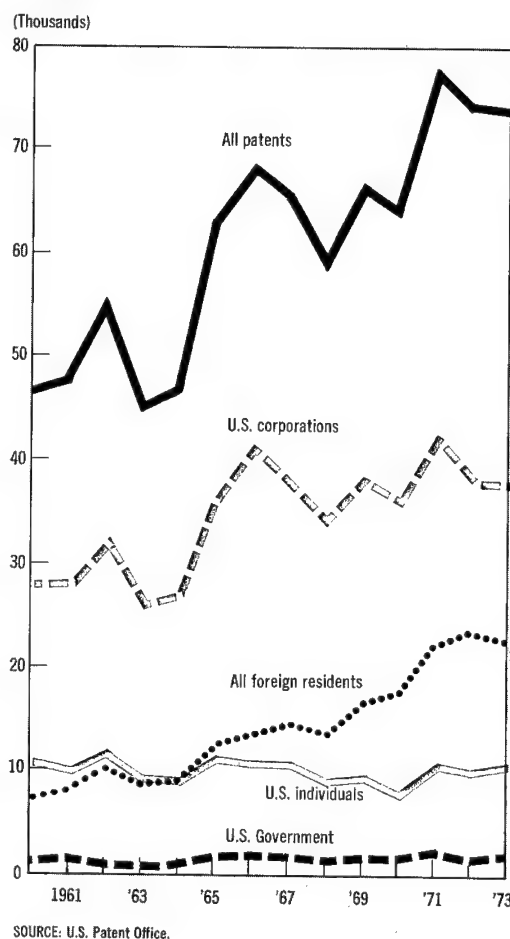 (Thousands)
80
All patents
70
60
50
U.S. corporations
40
30
All foreign residents
20
10
U.S. individuals
U.S. Government
0
1961 '63 '65 '67 '69 '71 '73
SOURCE: U.S. Patent Office.